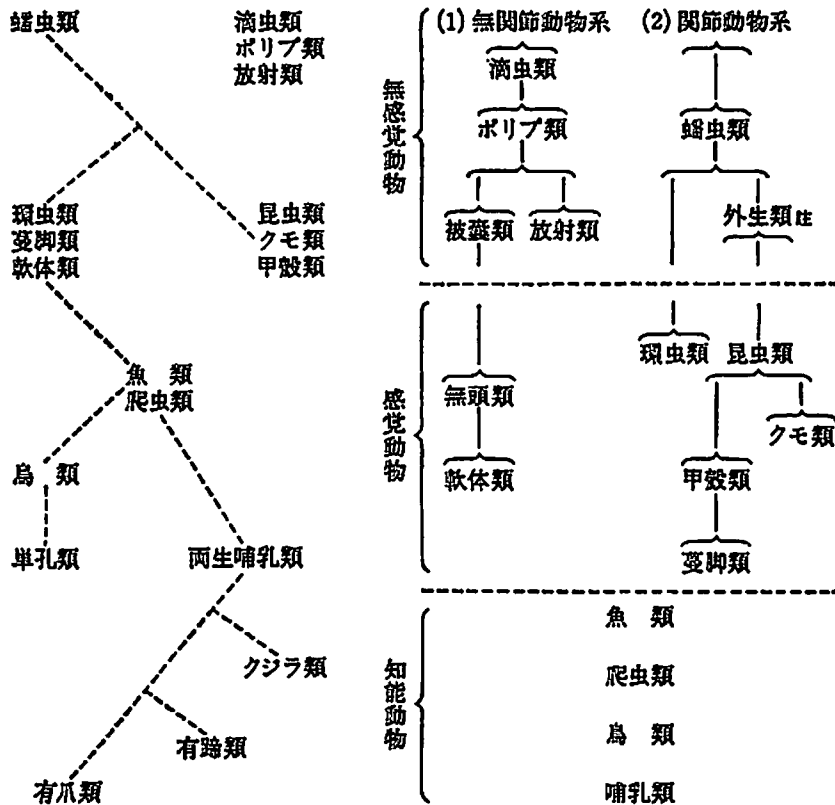 蠕虫類
滴虫類
ポリプ類
放射類
環虫類
蔓脚類
軟体類
昆虫類
クモ類
甲殻類
魚 類
爬虫類
鳥 類
単孔類
両生哺乳類
クジラ類
有蹄類
有爪類
無感覚動物
(1) 無関節動物系
(2) 関節動物系
滴虫類
ポリプ類
蠕虫類
被嚢類
放射類
外生類註
感覚動物
環虫類
昆虫類
無頭類
クモ類
軟体類
甲殻類
蔓脚類
知能動物
魚 類
爬虫類
鳥 類
哺乳類